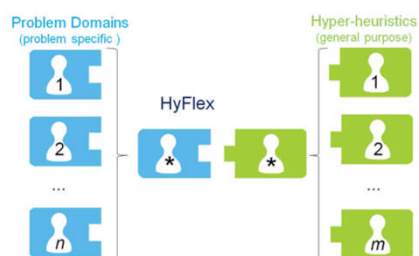 Problem Domains
(problem specific )
1
2
...
n
HyFlex
*
*
Hyper-heuristics
(general purpose)
1
2
...
m